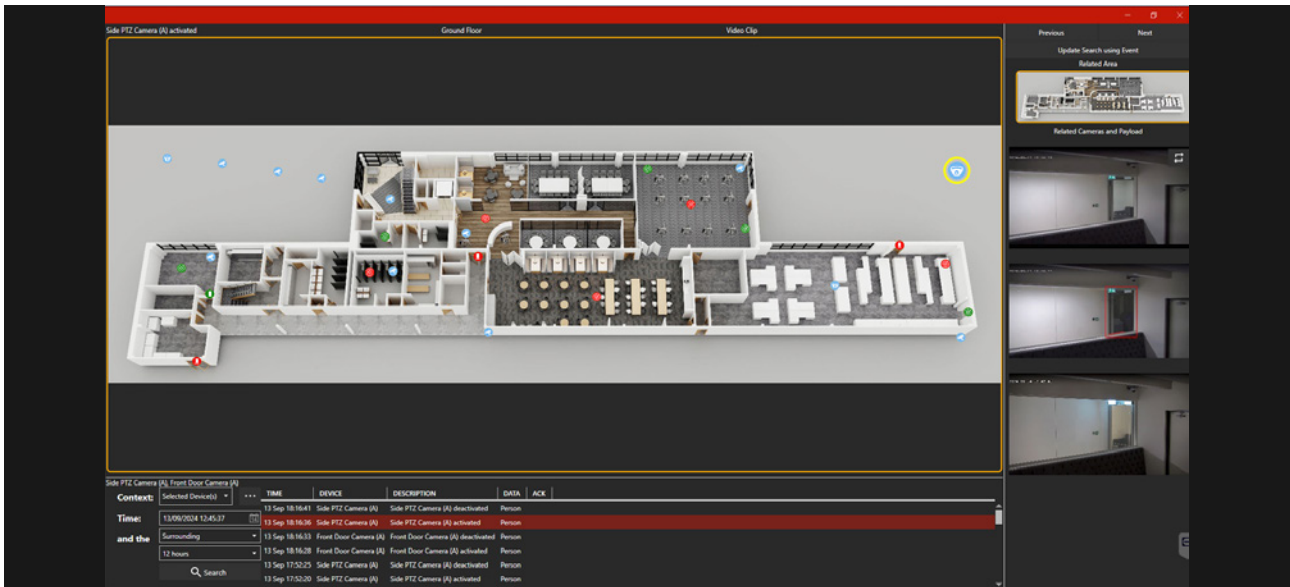 Side PTZ Camera (A) activated
Ground Floor
Video Clip
Previous
Next
Update Search using Event
Related Area
Related Cameras and Payload
Side PTZ Camera (A), Front Door Camera (A)
Context: Selected Device(s) ...
Time: 13/09/2024 12:45:37
and the Surrounding
12 hours
Search
TIME DEVICE DESCRIPTION DATA ACK
13 Sep 18:16:41 Side PTZ Camera (A) Side PTZ Camera (A) deactivated Person
13 Sep 18:16:36 Side PTZ Camera (A) Side PTZ Camera (A) activated Person
13 Sep 18:16:33 Front Door Camera (A) Front Door Camera (A) deactivated Person
13 Sep 18:16:28 Front Door Camera (A) Front Door Camera (A) activated Person
13 Sep 17:52:25 Side PTZ Camera (A) Side PTZ Camera (A) deactivated Person
13 Sep 17:52:20 Side PTZ Camera (A) Side PTZ Camera (A) activated Person